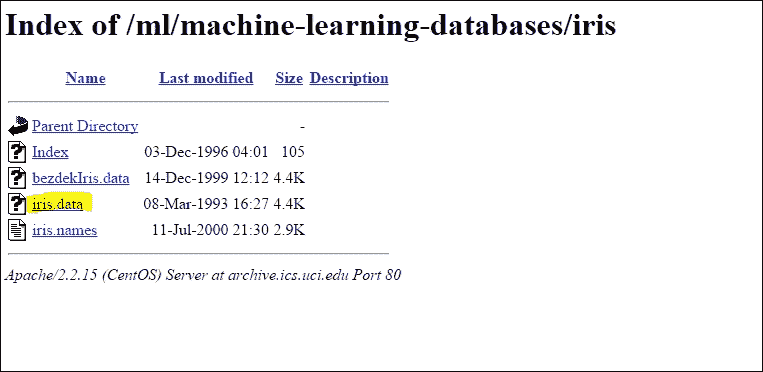 Index of /ml/machine-learning-databases/iris
Name Last modified Size Description
Parent Directory -
Index 03-Dec-1996 04:01 105
bezdekIris.data 14-Dec-1999 12:12 4.4K
iris.data 08-Mar-1993 16:27 4.4K
iris.names 11-Jul-2000 21:30 2.9K
Apache/2.2.15 (CentOS) Server at archive.ics.uci.edu Port 80